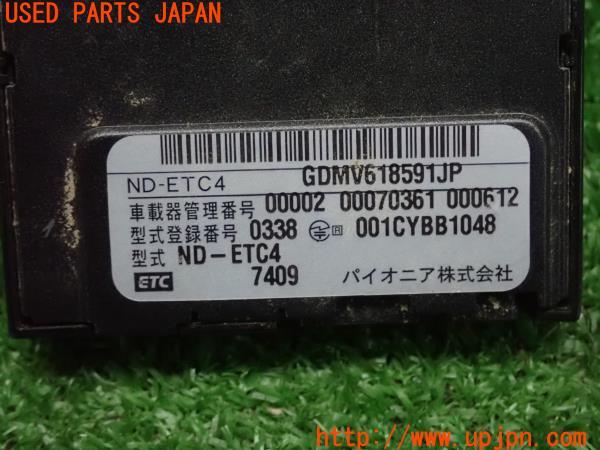 USED PARTS JAPAN
ND-ETC4 GDMV618591JP
車載器管理番号 00002 00070361 000612
型式登録番号 0338 001CYBB1048
型式 ND-ETC4
ETC 7409 パイオニア株式会社
http://www.upjpn.com